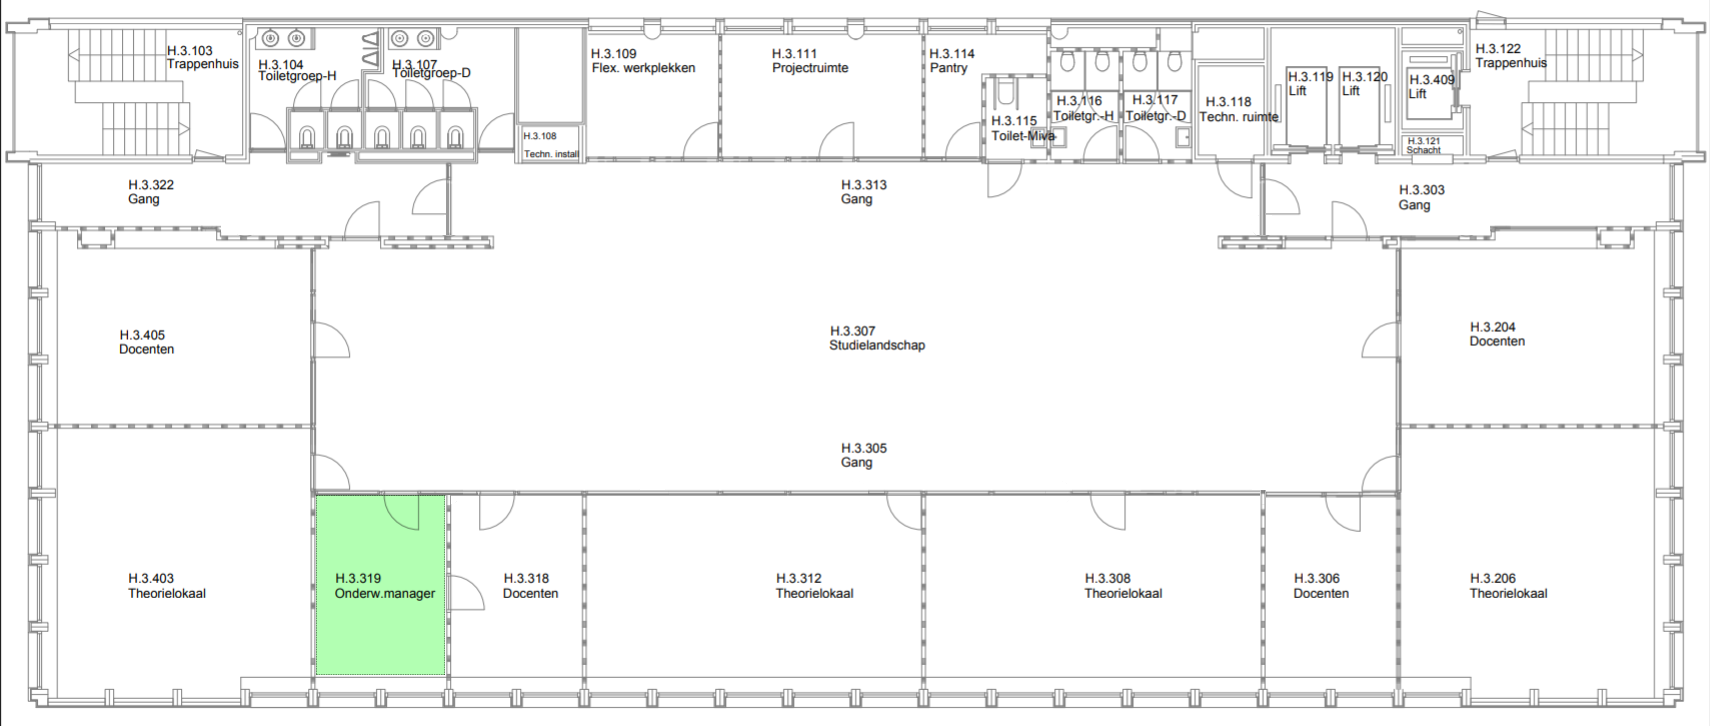 H.3.103
Trappenhuis
H.3.104
Toiletgroep-H
H.3.107
Toiletgroep-D
H.3.108
Techn. install
H.3.109
Flex. werkplekken
H.3.111
Projectruimte
H.3.114
Pantry
H.3.115
Toilet-Miva
H.3.116
Toiletgr.-H
H.3.117
Toiletgr.-D
H.3.118
Techn. ruimte
H.3.119
Lift
H.3.120
Lift
H.3.409
Lift
H.3.121
Schacht
H.3.122
Trappenhuis
H.3.322
Gang
H.3.313
Gang
H.3.303
Gang
H.3.405
Docenten
H.3.307
Studielandschap
H.3.204
Docenten
H.3.305
Gang
H.3.403
Theorielokaal
H.3.319
Onderw.manager
H.3.318
Docenten
H.3.312
Theorielokaal
H.3.308
Theorielokaal
H.3.306
Docenten
H.3.206
Theorielokaal